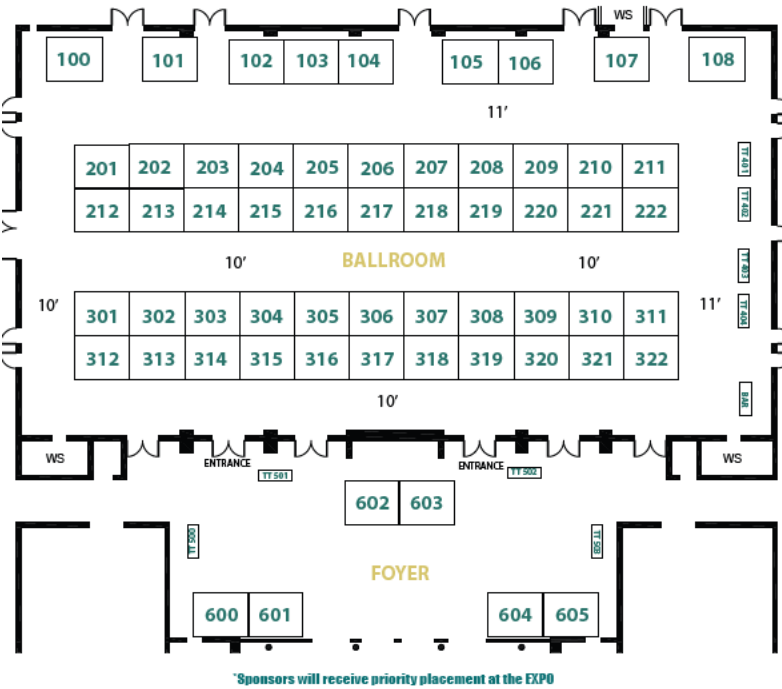 WS
100 101 102 103 104 105 106 107 108
11'
201 202 203 204 205 206 207 208 209 210 211
TT 401
212 213 214 215 216 217 218 219 220 221 222
TT 402
10' BALLROOM 10'
TT 403
10' 11'
301 302 303 304 305 306 307 308 309 310 311
TT 404
312 313 314 315 316 317 318 319 320 321 322
10'
BAR
WS ENTRANCE ENTRANCE WS
TT 501 TT 502
602 603
TT 500 TT 503
FOYER
600 601 604 605
*Sponsors will receive priority placement at the EXPO